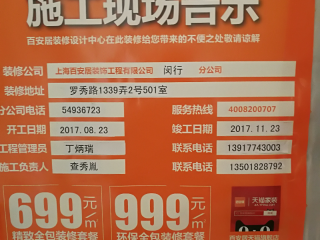 施工现场告示
百安居装修设计中心在此装修给您带来的不便之处敬请谅解
装修公司 上海百安居装饰工程有限公司 闵行 分公司
装修地址 罗秀路1339弄2号501室
分公司电话 54936723 服务热线 4008200707
开工日期 2017.08.23 竣工日期 2017.11.23
工程管理员 丁炳瑞 联系电话 13917743003
施工负责人 查秀胤 联系电话 13501828792
699元/㎡ 999元/㎡
精致全包装修套餐 环保全包装修套餐
天猫家装